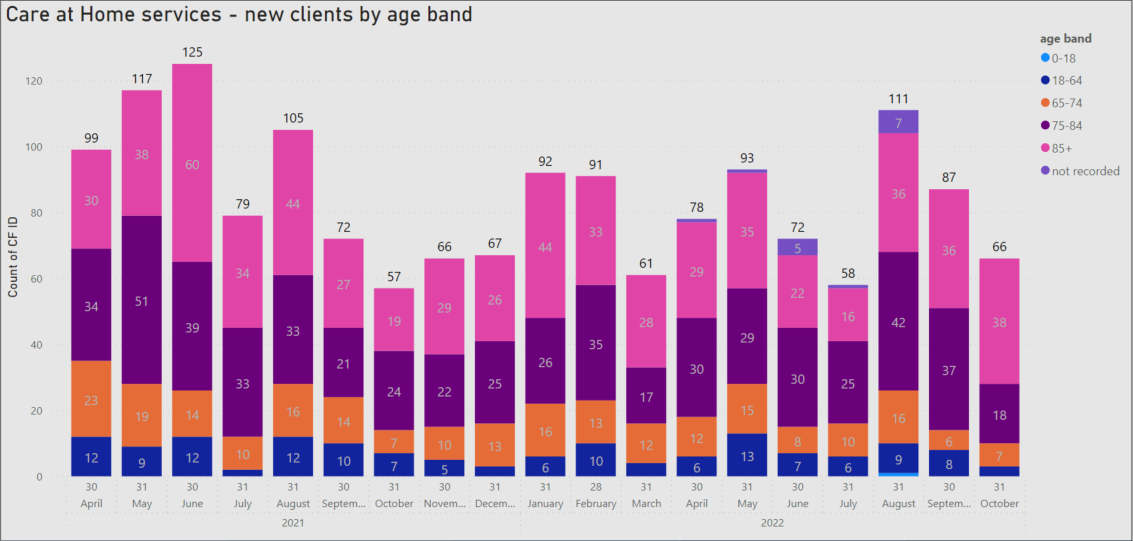 Care at Home services - new clients by age band
age band
0-18
18-64
65-74
75-84
85+
not recorded
Count of CF ID
120
100
80
60
40
20
0
99 117 125 79 105 72 57 66 67 92 91 61 78 93 72 58 111 87 66
30 34 23 12
38 51 19 9
60 39 14 12
34 33 10
44 33 16 12
27 21 14 10
19 24 7 7
29 22 10 5
26 25 13
44 26 16 6
33 35 13 10
28 17 12
29 30 12 6
35 29 15 13
5 22 30 8 7
16 25 10 6
7 36 42 16 9
36 37 6 8
38 18 7
30 31 30 31 31 30 31 30 31 31 28 31 30 31 30 31 31 30 31
April May June July August Septem... October Novem... Decem... January February March April May June July August Septem... October
2021 2022